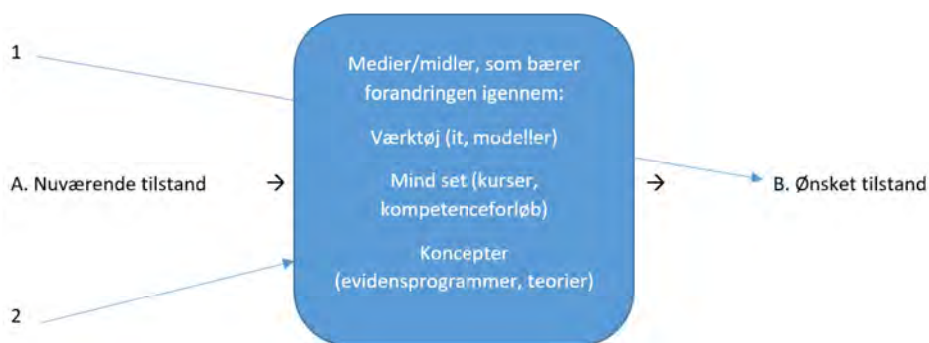 1
Medier/midler, som bærer
forandringen igennem:
Værktøj (it, modeller)
A. Nuværende tilstand → Mind set (kurser, → B. Ønsket tilstand
kompetenceforløb)
Koncepter
(evidensprogrammer, teorier)
2